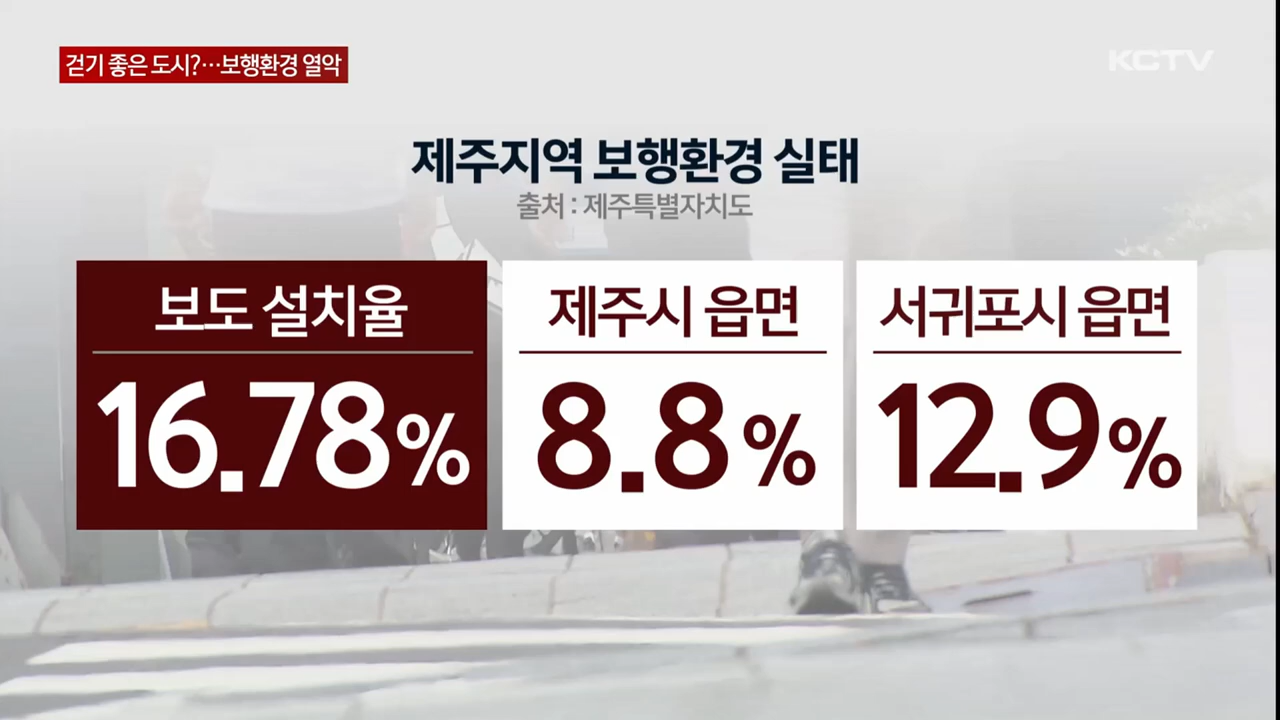 걷기 좋은 도시?…보행환경 열악
KCTV
제주지역 보행환경 실태
출처 : 제주특별자치도
보도 설치율
16.78%
제주시 읍면
8.8%
서귀포시 읍면
12.9%